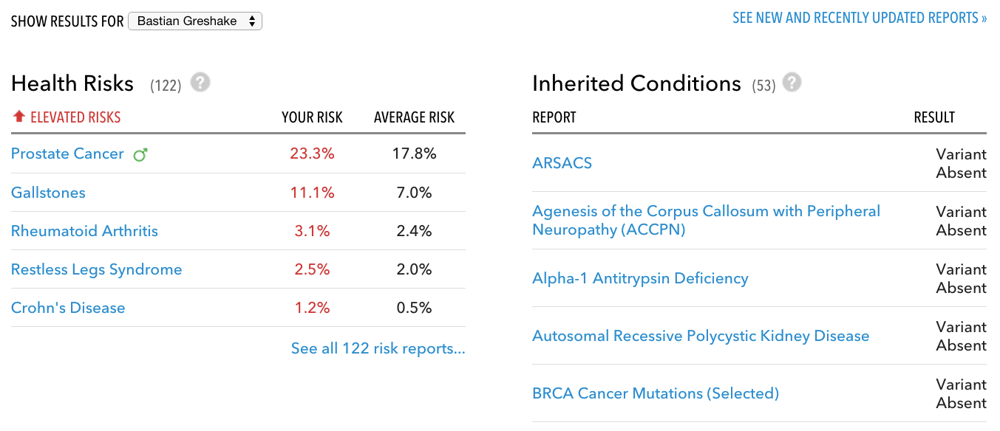 SHOW RESULTS FOR Bastian Greshake
SEE NEW AND RECENTLY UPDATED REPORTS »
Health Risks (122) ?
ELEVATED RISKS YOUR RISK AVERAGE RISK
Prostate Cancer 23.3% 17.8%
Gallstones 11.1% 7.0%
Rheumatoid Arthritis 3.1% 2.4%
Restless Legs Syndrome 2.5% 2.0%
Crohn's Disease 1.2% 0.5%
See all 122 risk reports...
Inherited Conditions (53) ?
REPORT RESULT
ARSACS Variant
Absent
Agenesis of the Corpus Callosum with Peripheral Variant
Neuropathy (ACCPN) Absent
Alpha-1 Antitrypsin Deficiency Variant
Absent
Autosomal Recessive Polycystic Kidney Disease Variant
Absent
BRCA Cancer Mutations (Selected) Variant
Absent